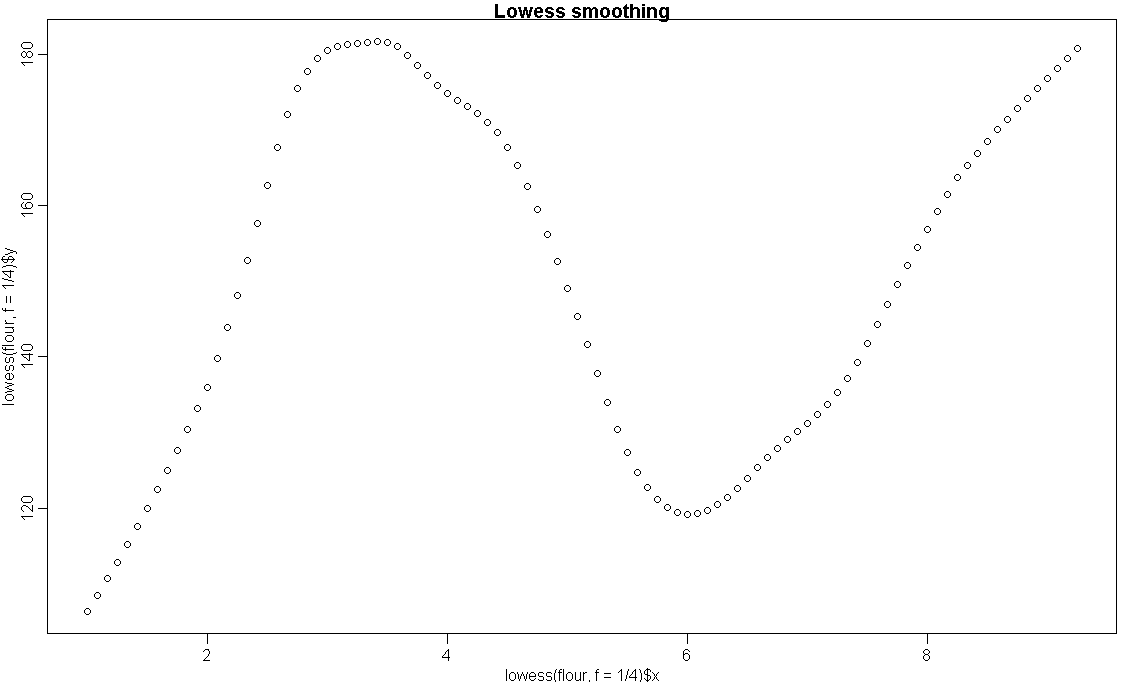 Lowess smoothing
lowess(flour, f = 1/4)$y
180
160
140
120
2 4 6 8
lowess(flour, f = 1/4)$x